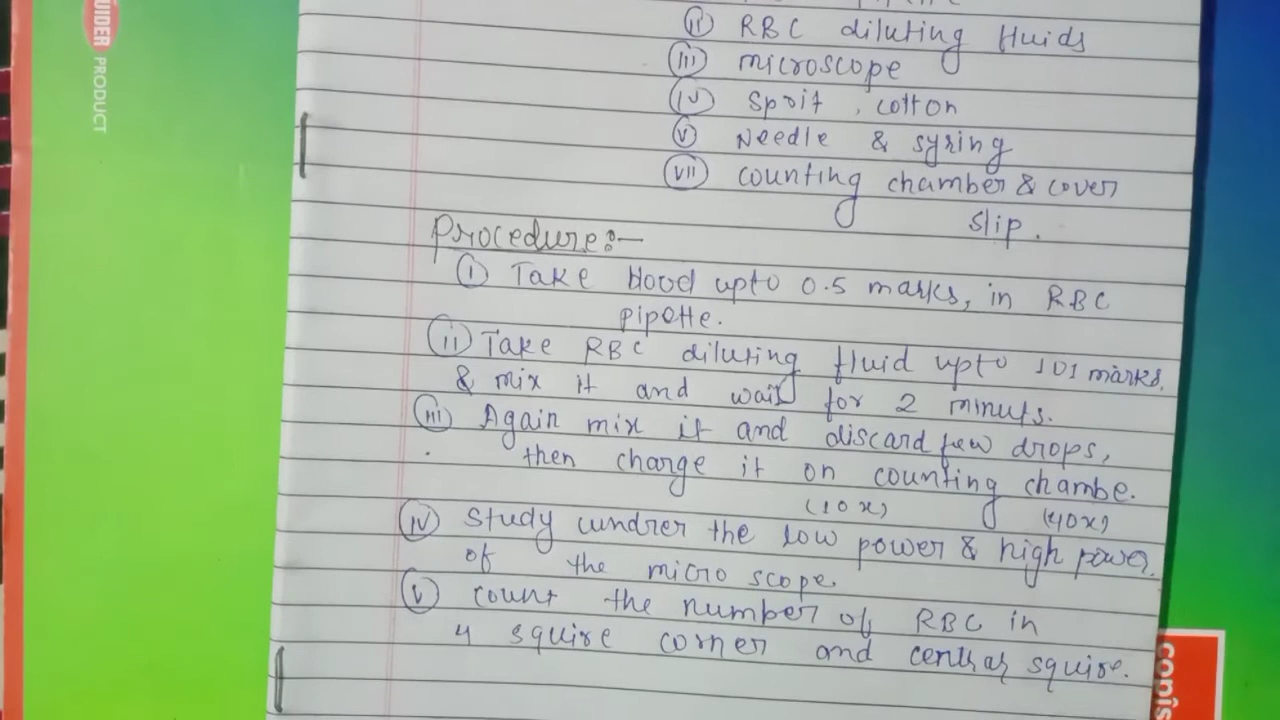 (ii) RBC diluting fluids
(iii) microscope
(iv) sprit, cotton
(v) Needle & syring
(vii) counting chamber & cover
slip.
Procedure:-
(i) Take blood upto 0.5 marks, in RBC
pipette.
(ii) Take RBC diluting fluid upto 101 marks.
& mix it and wait for 2 minuts.
(iii) Again mix it and discard few drops,
then charge it on counting chambe.
(10x) (40x)
(iv) Study undrer the low power & high power.
of the micro scope.
(v) count the number of RBC in
4 squire corner and central squire.
GUIDER PRODUCT